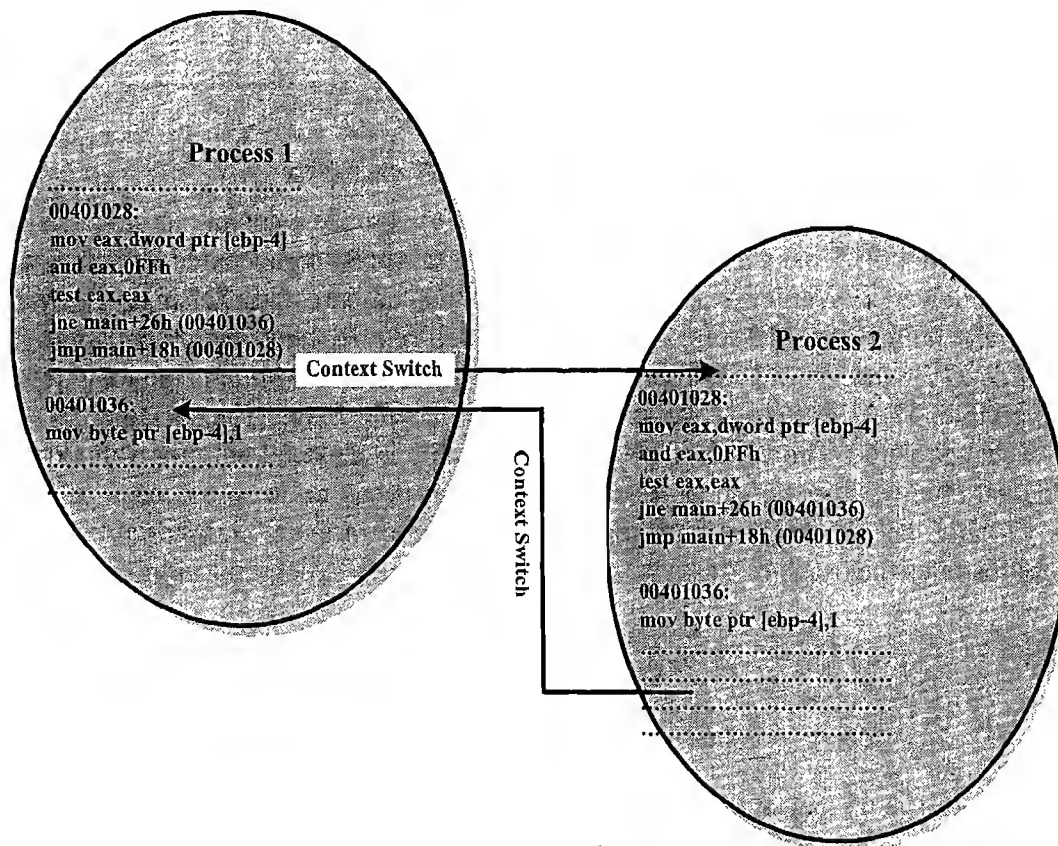 Process 1
00401028:
mov eax,dword ptr [ebp-4]
and eax,0FFh
test eax,eax
jne main+26h (00401036)
jmp main+18h (00401028)
Context Switch
00401036:
mov byte ptr [ebp-4],1
Context Switch
Process 2
00401028:
mov eax,dword ptr [ebp-4]
and eax,0FFh
test eax,eax
jne main+26h (00401036)
jmp main+18h (00401028)
00401036:
mov byte ptr [ebp-4],1